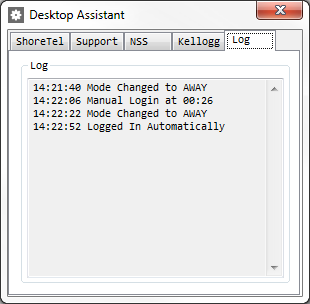 Desktop Assistant
ShoreTel Support NSS Kellogg Log
Log
14:21:40 Mode Changed to AWAY
14:22:06 Manual Login at 00:26
14:22:22 Mode Changed to AWAY
14:22:52 Logged In Automatically